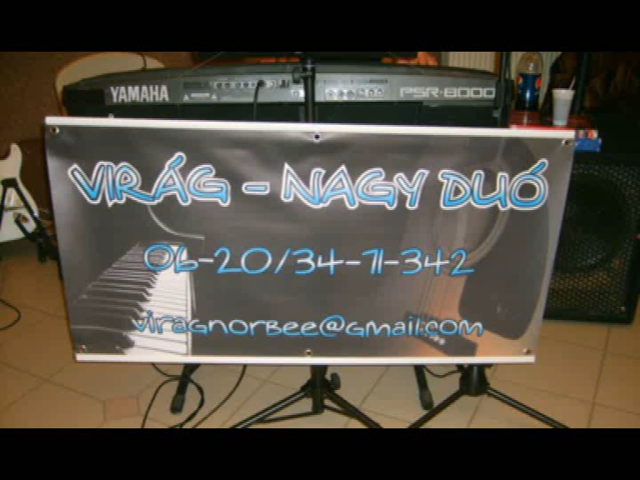 YAMAHA
PSR-8000
VIRÁG - NAGY DUÓ
06-20/34-71-342
viragnorbee@gmail.com